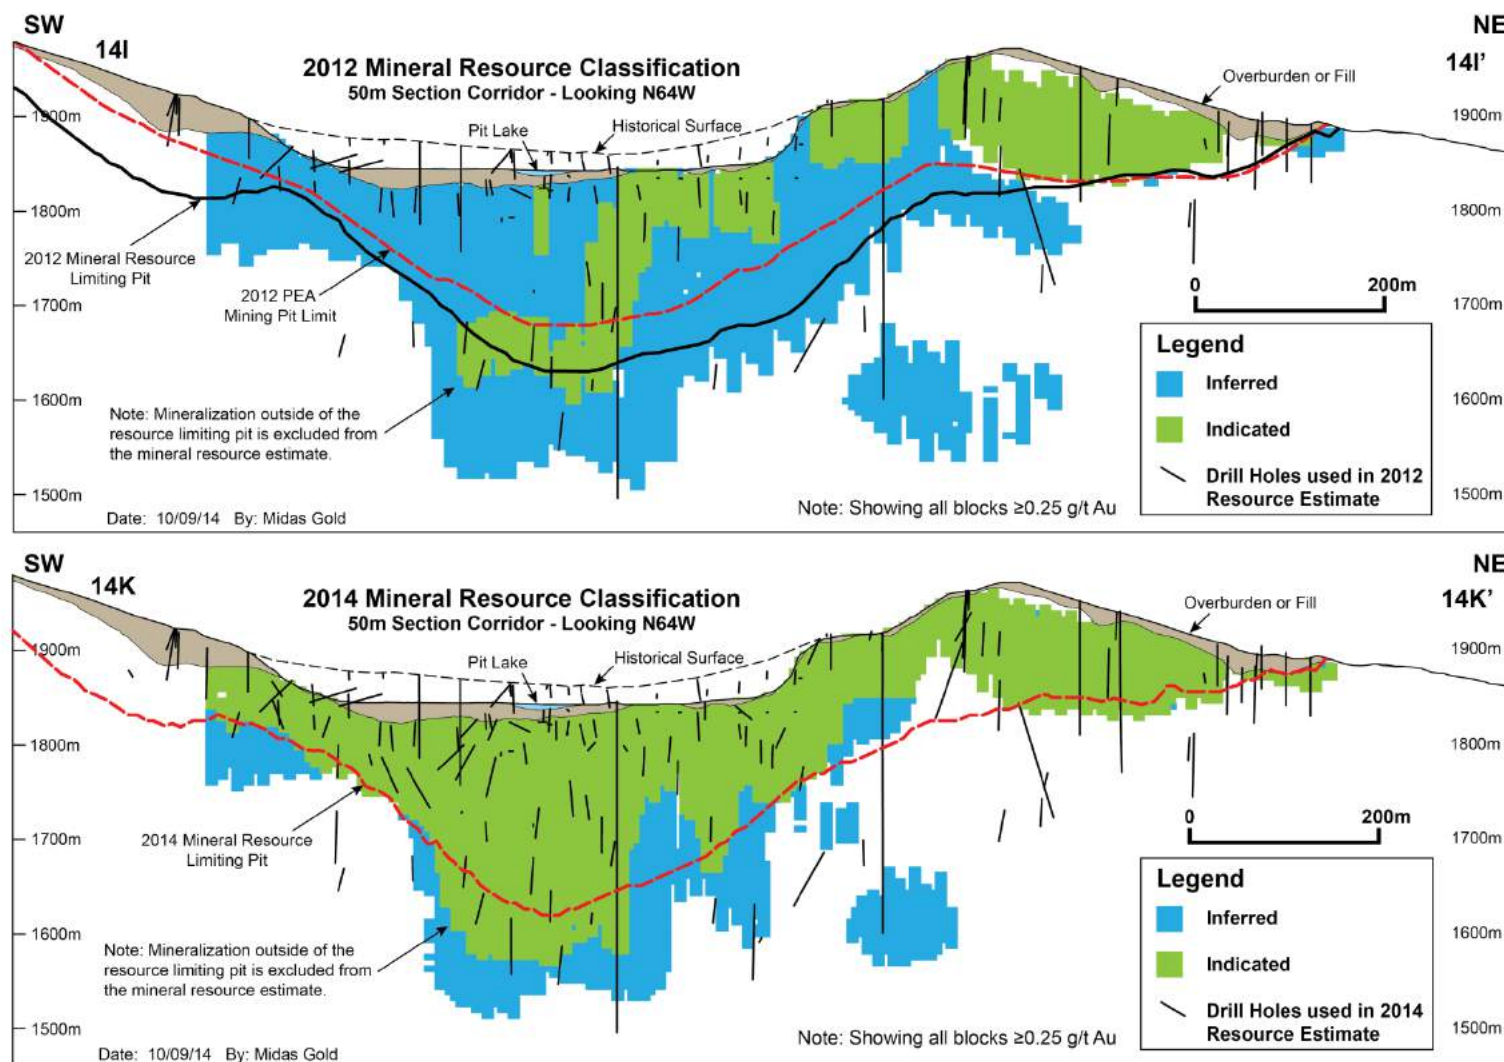 SW
NE
14I
14I'
2012 Mineral Resource Classification
50m Section Corridor - Looking N64W
Overburden or Fill
1900m
1900m
Pit Lake
Historical Surface
1800m
1800m
2012 Mineral Resource
Limiting Pit
2012 PEA
Mining Pit Limit
0
200m
1700m
1700m
Legend
Inferred
Indicated
Drill Holes used in 2012
Resource Estimate
1600m
1600m
Note: Mineralization outside of the
resource limiting pit is excluded from
the mineral resource estimate.
1500m
1500m
Date: 10/09/14 By: Midas Gold
Note: Showing all blocks ≥0.25 g/t Au
SW
NE
14K
14K'
2014 Mineral Resource Classification
50m Section Corridor - Looking N64W
Overburden or Fill
1900m
1900m
Pit Lake
Historical Surface
1800m
1800m
2014 Mineral Resource
Limiting Pit
0
200m
1700m
1700m
Legend
Inferred
Indicated
Drill Holes used in 2014
Resource Estimate
1600m
1600m
Note: Mineralization outside of the
resource limiting pit is excluded from
the mineral resource estimate.
1500m
1500m
Date: 10/09/14 By: Midas Gold
Note: Showing all blocks ≥0.25 g/t Au